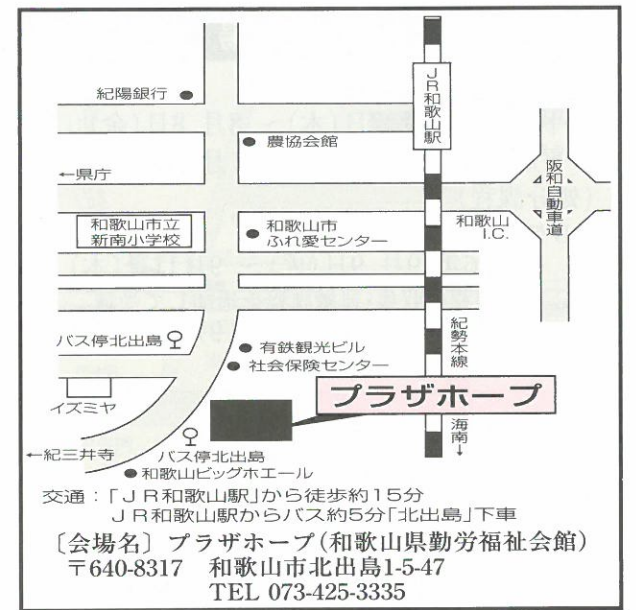 紀陽銀行
JR和歌山駅
農協会館
←県庁
阪和自動車道
和歌山市立
新南小学校
和歌山市
ふれ愛センター
和歌山
I.C.
バス停北出島
有鉄観光ビル
社会保険センター
紀勢本線
イズミヤ
プラザホープ
海南→
←紀三井寺
バス停北出島
和歌山ビッグホエール
交通：「JR和歌山駅」から徒歩約15分
JR和歌山駅からバス約5分「北出島」下車
〔会場名〕プラザホープ(和歌山県勤労福祉会館)
〒640-8317 和歌山市北出島1-5-47
TEL 073-425-3335